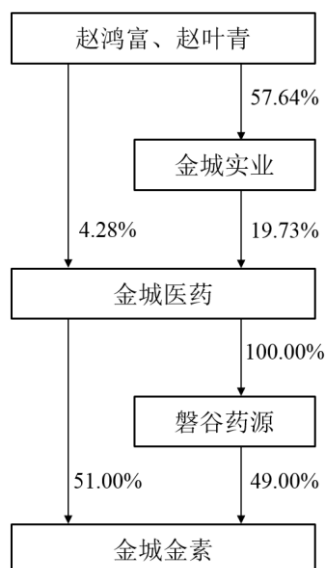 赵鸿富、赵叶青
57.64%
金城实业
4.28%
19.73%
金城医药
100.00%
磐谷药源
51.00%
49.00%
金城金素